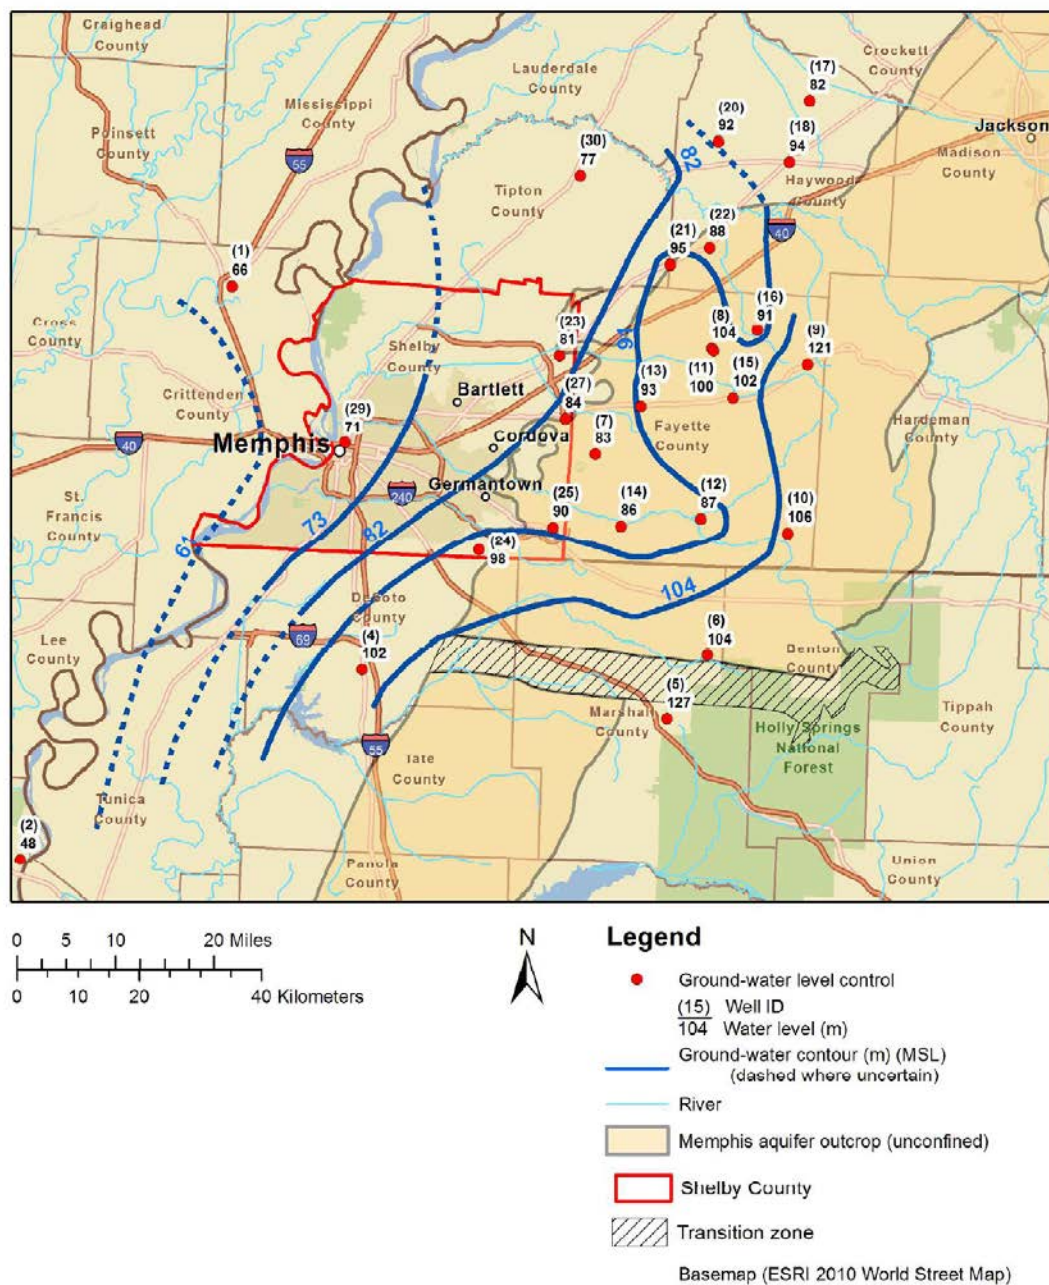 Craighead
County
Lauderdale
County
Crockett
County
(17)
82
Mississippi
County
(20)
92
Poinsett
County
55
(30)
77
82
(18)
94
Jackson
Madison
County
Tipton
County
Haywood
County
40
(1)
66
(21)
95
(22)
88
(16)
91
Cross
County
Shelby
County
(23)
81
94
(8)
104
(9)
121
(11)
100
(15)
102
(13)
93
Bartlett
Crittenden
County
(27)
84
(29)
71
Memphis
Cordova
(7)
83
Fayette
County
Hardeman
County
40
St.
Francis
County
240
Germantown
(12)
87
(14)
86
(25)
90
(10)
106
61
73
82
(24)
98
104
DeSoto
County
Lee
County
69
(4)
102
(6)
104
Benton
County
(5)
127
Marshall
County
Tippah
County
Holly Springs
National
Forest
55
Tate
County
Tunica
County
(2)
48
Panola
County
Union
County
0 5 10 20 Miles
0 10 20 40 Kilometers
N
Legend
Ground-water level control
(15) Well ID
104 Water level (m)
Ground-water contour (m) (MSL)
(dashed where uncertain)
River
Memphis aquifer outcrop (unconfined)
Shelby County
Transition zone
Basemap (ESRI 2010 World Street Map)